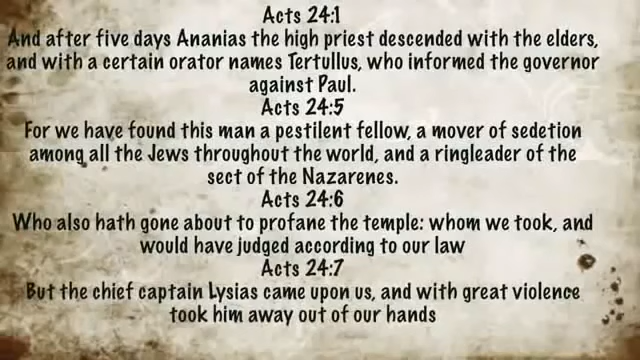 Acts 24:1
And after five days Ananias the high priest descended with the elders,
and with a certain orator names Tertullus, who informed the governor
against Paul.
Acts 24:5
For we have found this man a pestilent fellow, a mover of sedetion
among all the Jews throughout the world, and a ringleader of the
sect of the Nazarenes.
Acts 24:6
Who also hath gone about to profane the temple: whom we took, and
would have judged according to our law
Acts 24:7
But the chief captain Lysias came upon us, and with great violence
took him away out of our hands